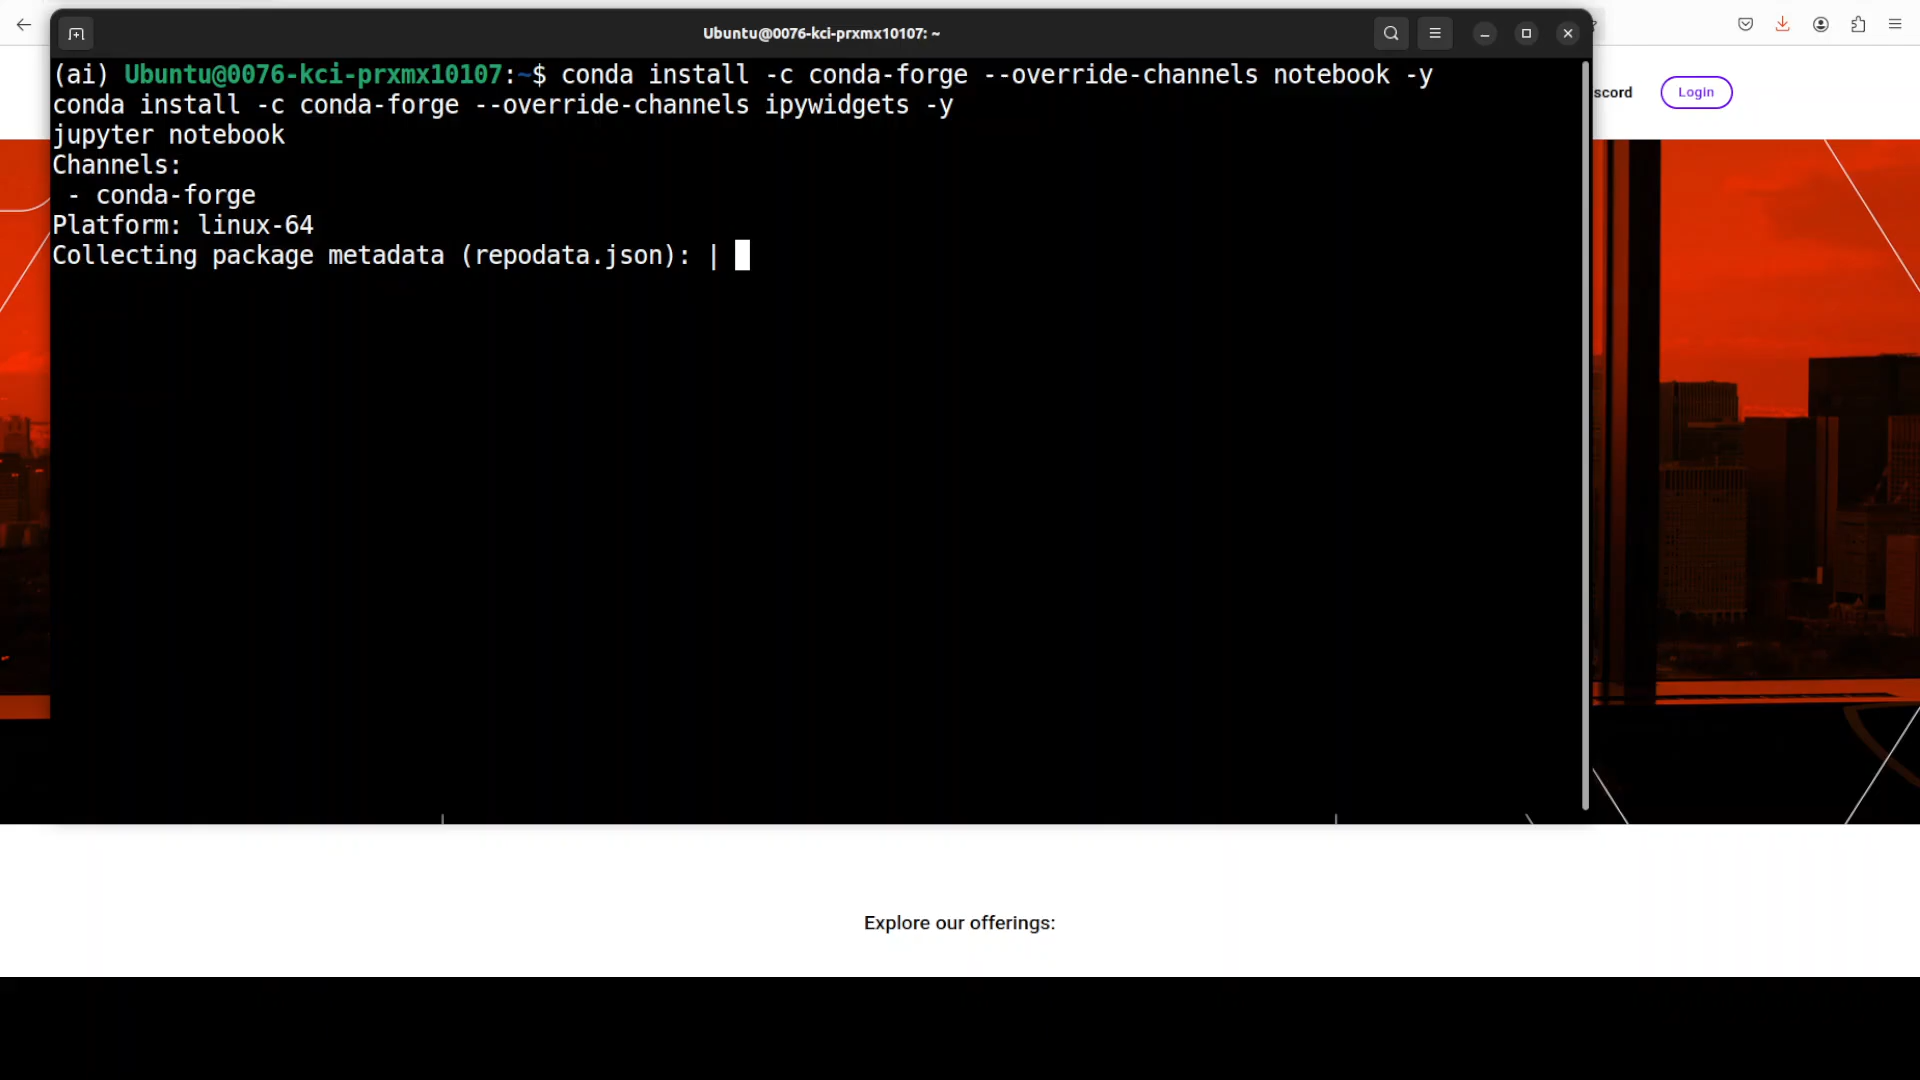 Ubuntu@0076-kci-prxmx10107: ~
(ai) Ubuntu@0076-kci-prxmx10107:~$ conda install -c conda-forge --override-channels notebook -y
conda install -c conda-forge --override-channels ipywidgets -y
jupyter notebook
Channels:
 - conda-forge
Platform: linux-64
Collecting package metadata (repodata.json): |
scord
Login
Explore our offerings: